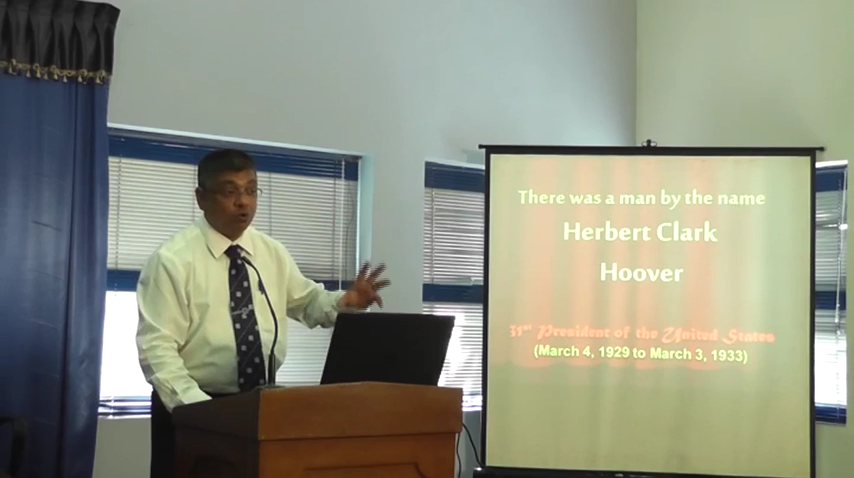 There was a man by the name
Herbert Clark
Hoover
31st President of the United States
(March 4, 1929 to March 3, 1933)